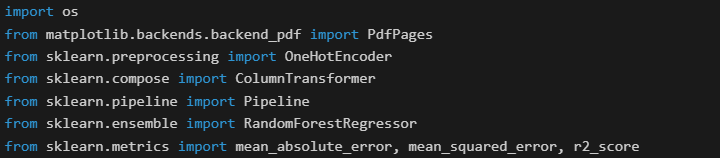 import os
from matplotlib.backends.backend_pdf import PdfPages
from sklearn.preprocessing import OneHotEncoder
from sklearn.compose import ColumnTransformer
from sklearn.pipeline import Pipeline
from sklearn.ensemble import RandomForestRegressor
from sklearn.metrics import mean_absolute_error, mean_squared_error, r2_score